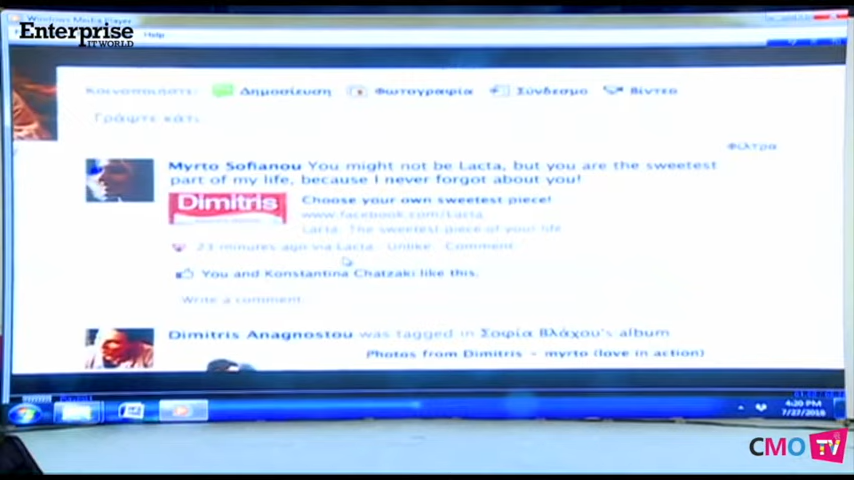 Windows Media Player
Enterprise
ITWORLD
Help
Κοινοποιήστε: Δημοσίευση Φωτογραφία Σύνδεσμο Βίντεο
Γράψτε κάτι
Φίλτρα
Myrto Sofianou You might not be Lacta, but you are the sweetest
part of my life, because I never forgot about you!
Dimitris
Choose your own sweetest piece!
www.facebook.com/Lacta
Lacta: The sweetest piece of your life
23 minutes ago via Lacta · Unlike · Comment
You and Konstantina Chatzaki like this.
Write a comment
Dimitris Anagnostou was tagged in Σοφία Βλάχου's album
Photos from Dimitris - myrto (love in action)
4:20 PM
7/27/2018
CMO TV